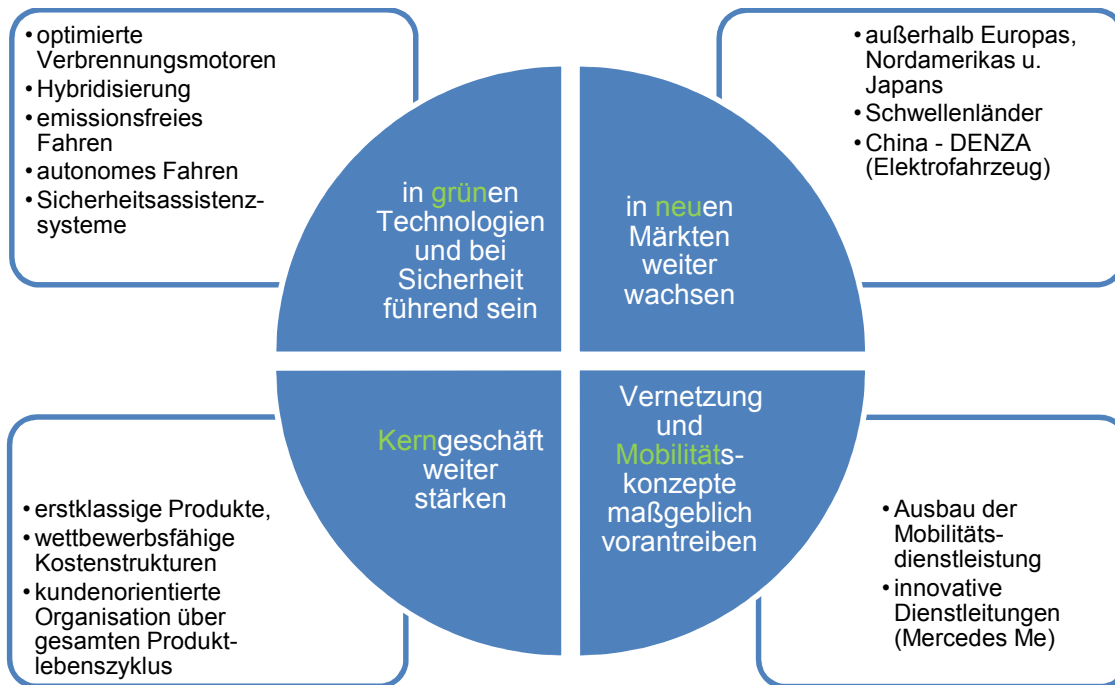 • optimierte
Verbrennungsmotoren
• Hybridisierung
• emissionsfreies
Fahren
• autonomes Fahren
• Sicherheitsassistenz-
systeme
• außerhalb Europas,
Nordamerikas u.
Japans
• Schwellenländer
• China - DENZA
(Elektrofahrzeug)
in grünen
Technologien
und bei
Sicherheit
führend sein
in neuen
Märkten
weiter
wachsen
Kerngeschäft
weiter
stärken
Vernetzung
und
Mobilitäts-
konzepte
maßgeblich
vorantreiben
• erstklassige Produkte,
• wettbewerbsfähige
Kostenstrukturen
• kundenorientierte
Organisation über
gesamten Produkt-
lebenszyklus
• Ausbau der
Mobilitäts-
dienstleistung
• innovative
Dienstleitungen
(Mercedes Me)